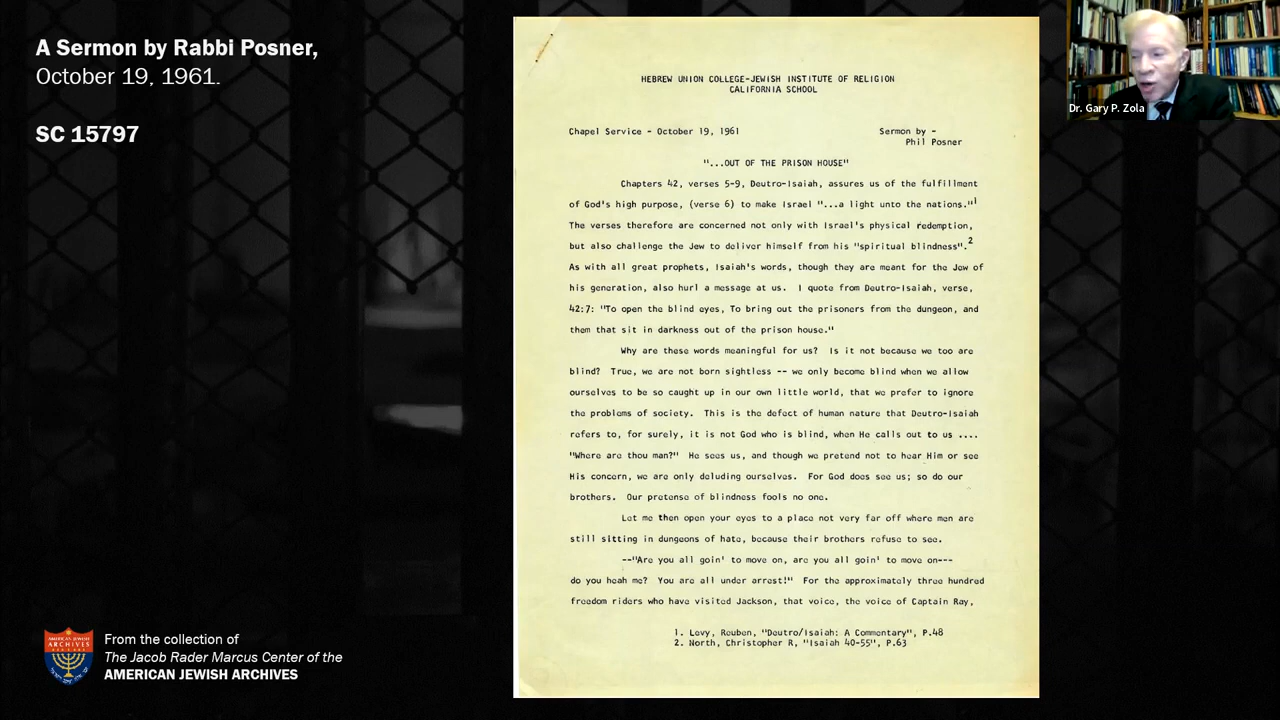 A Sermon by Rabbi Posner,
October 19, 1961.
SC 15797
HEBREW UNION COLLEGE-JEWISH INSTITUTE OF RELIGION
CALIFORNIA SCHOOL
Chapel Service - October 19, 1961
Sermon by -
Phil Posner
"...OUT OF THE PRISON HOUSE"
Chapters 42, verses 5-9, Deutro-Isaiah, assures us of the fulfillment
of God's high purpose, (verse 6) to make Israel "...a light unto the nations."1
The verses therefore are concerned not only with Israel's physical redemption,
but also challenge the Jew to deliver himself from his "spiritual blindness".2
As with all great prophets, Isaiah's words, though they are meant for the Jew of
his generation, also hurl a message at us. I quote from Deutro-Isaiah, verse,
42:7: "To open the blind eyes, To bring out the prisoners from the dungeon, and
them that sit in darkness out of the prison house."
Why are these words meaningful for us? Is it not because we too are
blind? True, we are not born sightless -- we only become blind when we allow
ourselves to be so caught up in our own little world, that we prefer to ignore
the problems of society. This is the defect of human nature that Deutro-Isaiah
refers to, for surely, it is not God who is blind, when He calls out to us ....
"Where are thou man?" He sees us, and though we pretend not to hear Him or see
His concern, we are only deluding ourselves. For God does see us; so do our
brothers. Our pretense of blindness fools no one.
Let me then open your eyes to a place not very far off where men are
still sitting in dungeons of hate, because their brothers refuse to see.
--"Are you all goin' to move on, are you all goin' to move on---
do you heah me? You are all under arrest!" For the approximately three hundred
freedom riders who have visited Jackson, that voice, the voice of Captain Ray,
1. Levy, Reuben, "Deutro/Isaiah: A Commentary", P.48
2. North, Christopher R, "Isaiah 40-55", P.63
Dr. Gary P. Zola
AMERICAN JEWISH
ARCHIVES
From the collection of
The Jacob Rader Marcus Center of the
AMERICAN JEWISH ARCHIVES